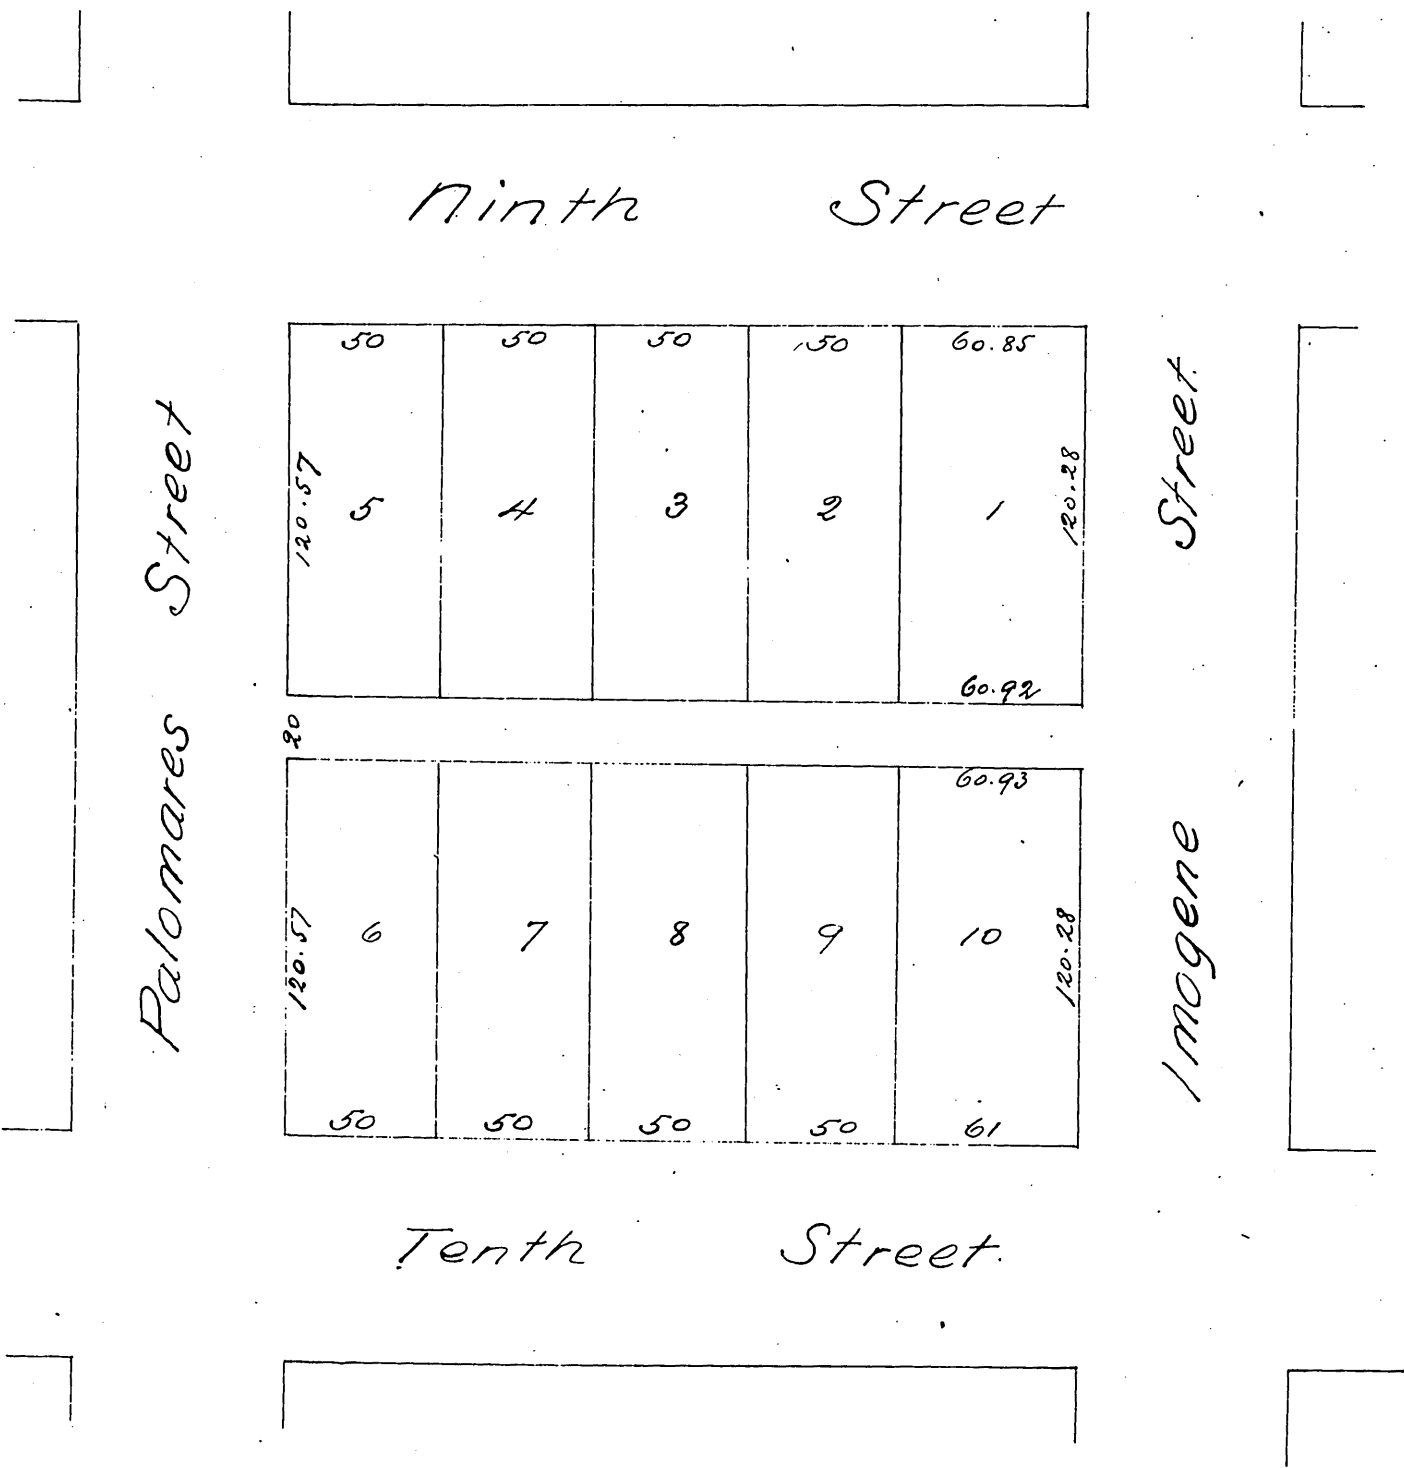 Ninth Street
50 50 50 50 60.85
Palomares Street
120.57 5 4 3 2 1 120.28
Imogene Street.
60.92
20
60.93
120.57 6 7 8 9 10 120.28
50 50 50 50 61
Tenth Street.